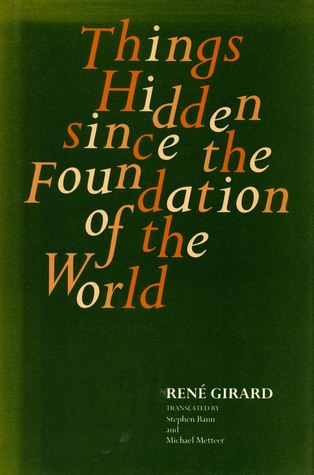 Things
Hidden
since the
Foundation
of the
World
RENÉ GIRARD
TRANSLATED BY
Stephen Bann
and
Michael Metteer